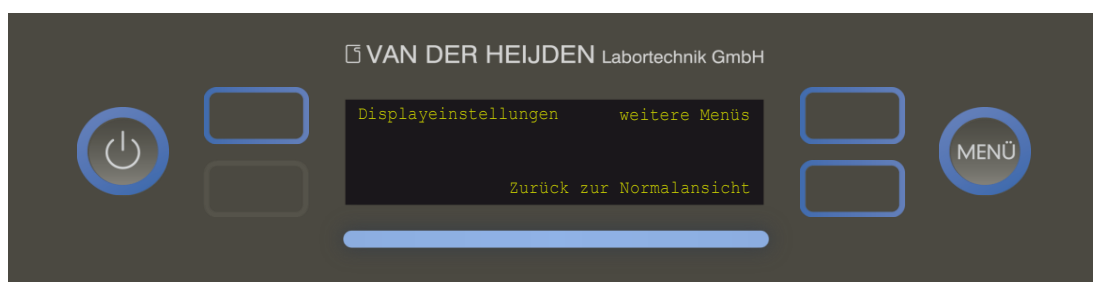 VAN DER HEIJDEN Labortechnik GmbH
Displayeinstellungen weitere Menüs
MENÜ
Zurück zur Normalansicht